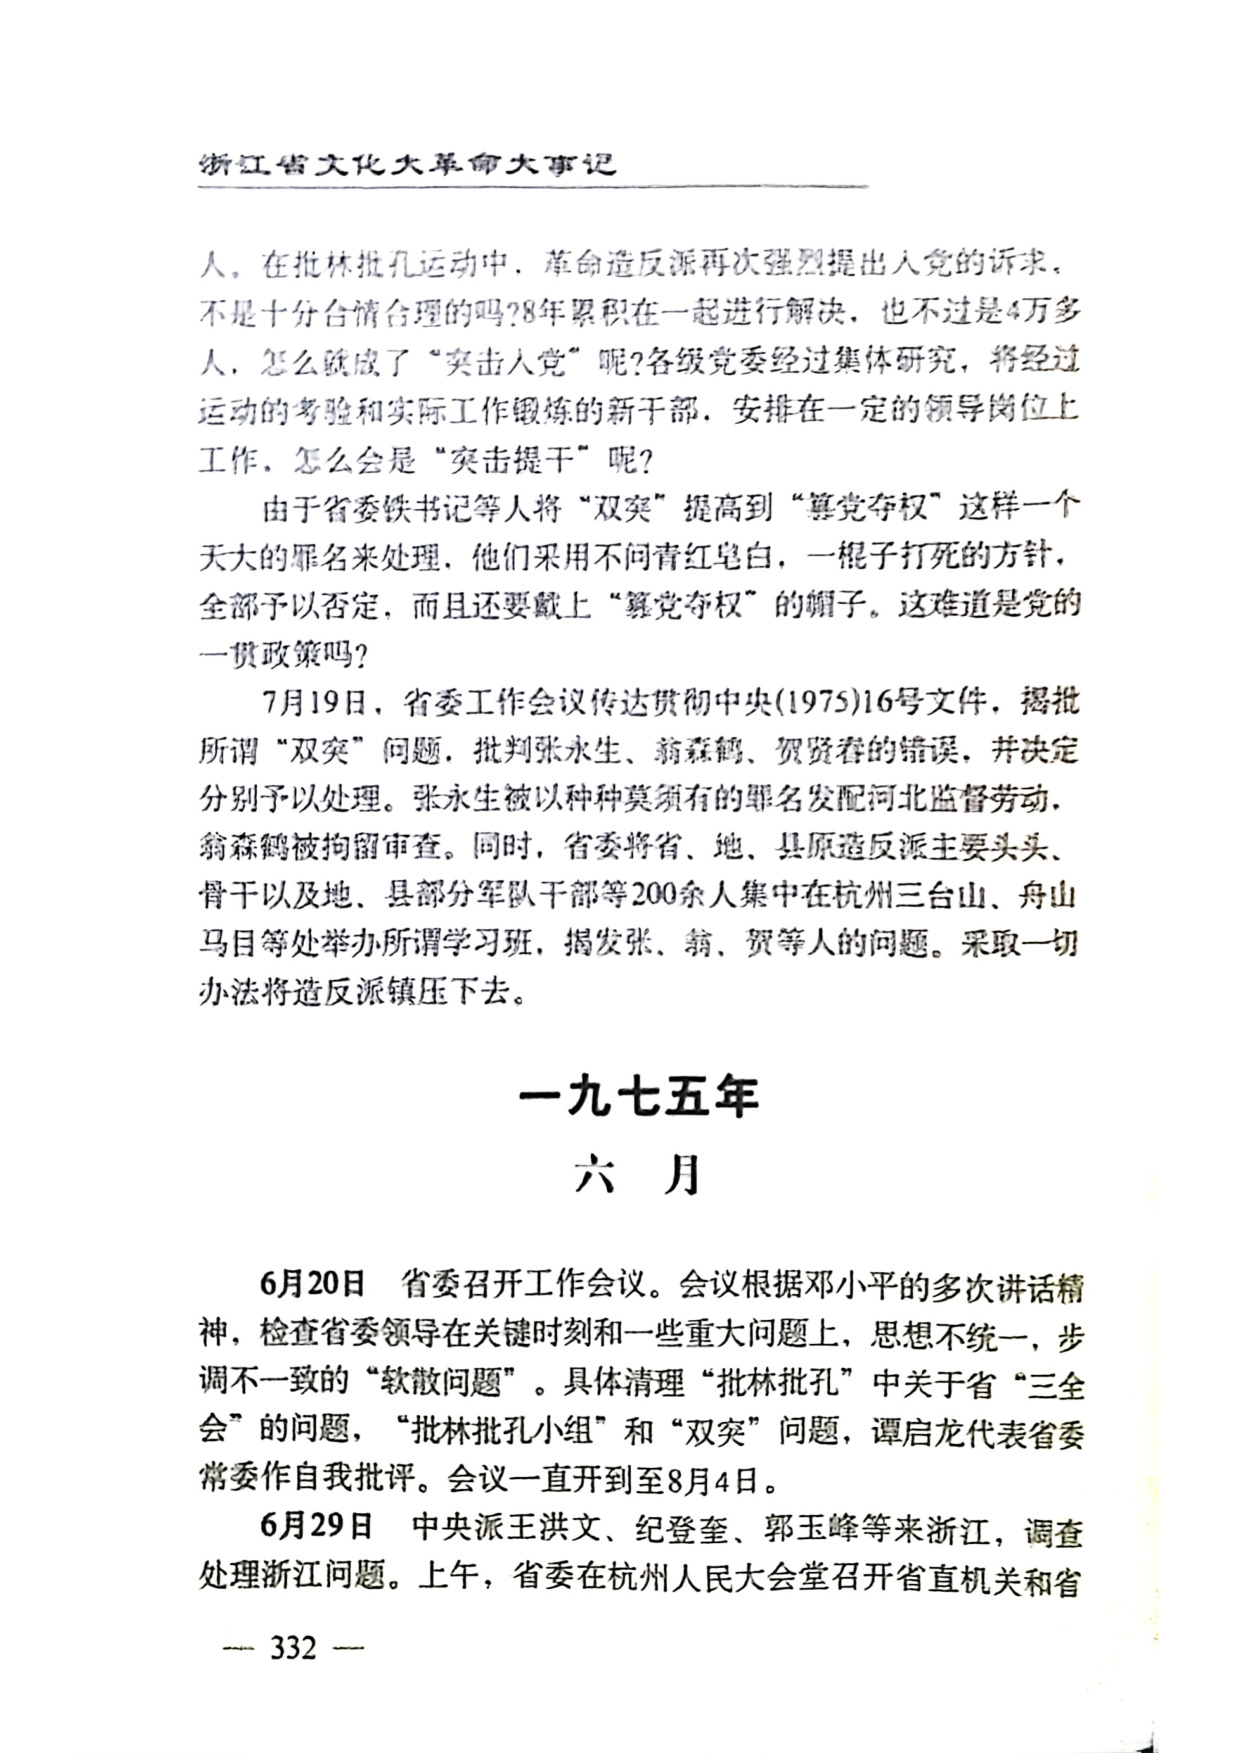 浙江省文化大革命大事记
人。在批林批孔运动中，革命造反派再次强烈提出入党的诉求，
不是十分合情合理的吗?8年累积在一起进行解决，也不过是4万多
人，怎么就成了“突击入党”呢?各级党委经过集体研究，将经过
运动的考验和实际工作锻炼的新干部，安排在一定的领导岗位上
工作，怎么会是“突击提干”呢?
由于省委铁书记等人将“双突”提高到“篡党夺权”这样一个
天大的罪名来处理，他们采用不问青红皂白，一棍子打死的方针，
全部予以否定，而且还要戴上“篡党夺权”的帽子。这难道是党的
一贯政策吗?
7月19日，省委工作会议传达贯彻中央(1975)16号文件，揭批
所谓“双突”问题，批判张永生、翁森鹤、贺贤春的错误，并决定
分别予以处理。张永生被以种种莫须有的罪名发配河北监督劳动，
翁森鹤被拘留审查。同时，省委将省、地、县原造反派主要头头、
骨干以及地、县部分军队干部等200余人集中在杭州三台山、舟山
马目等处举办所谓学习班，揭发张、翁、贺等人的问题。采取一切
办法将造反派镇压下去。
一九七五年
六 月
6月20日 省委召开工作会议。会议根据邓小平的多次讲话精
神，检查省委领导在关键时刻和一些重大问题上，思想不统一，步
调不一致的“软散问题”。具体清理“批林批孔”中关于省“三全
会”的问题，“批林批孔小组”和“双突”问题，谭启龙代表省委
常委作自我批评。会议一直开到至8月4日。
6月29日 中央派王洪文、纪登奎、郭玉峰等来浙江，调查
处理浙江问题。上午，省委在杭州人民大会堂召开省直机关和省
— 332 —